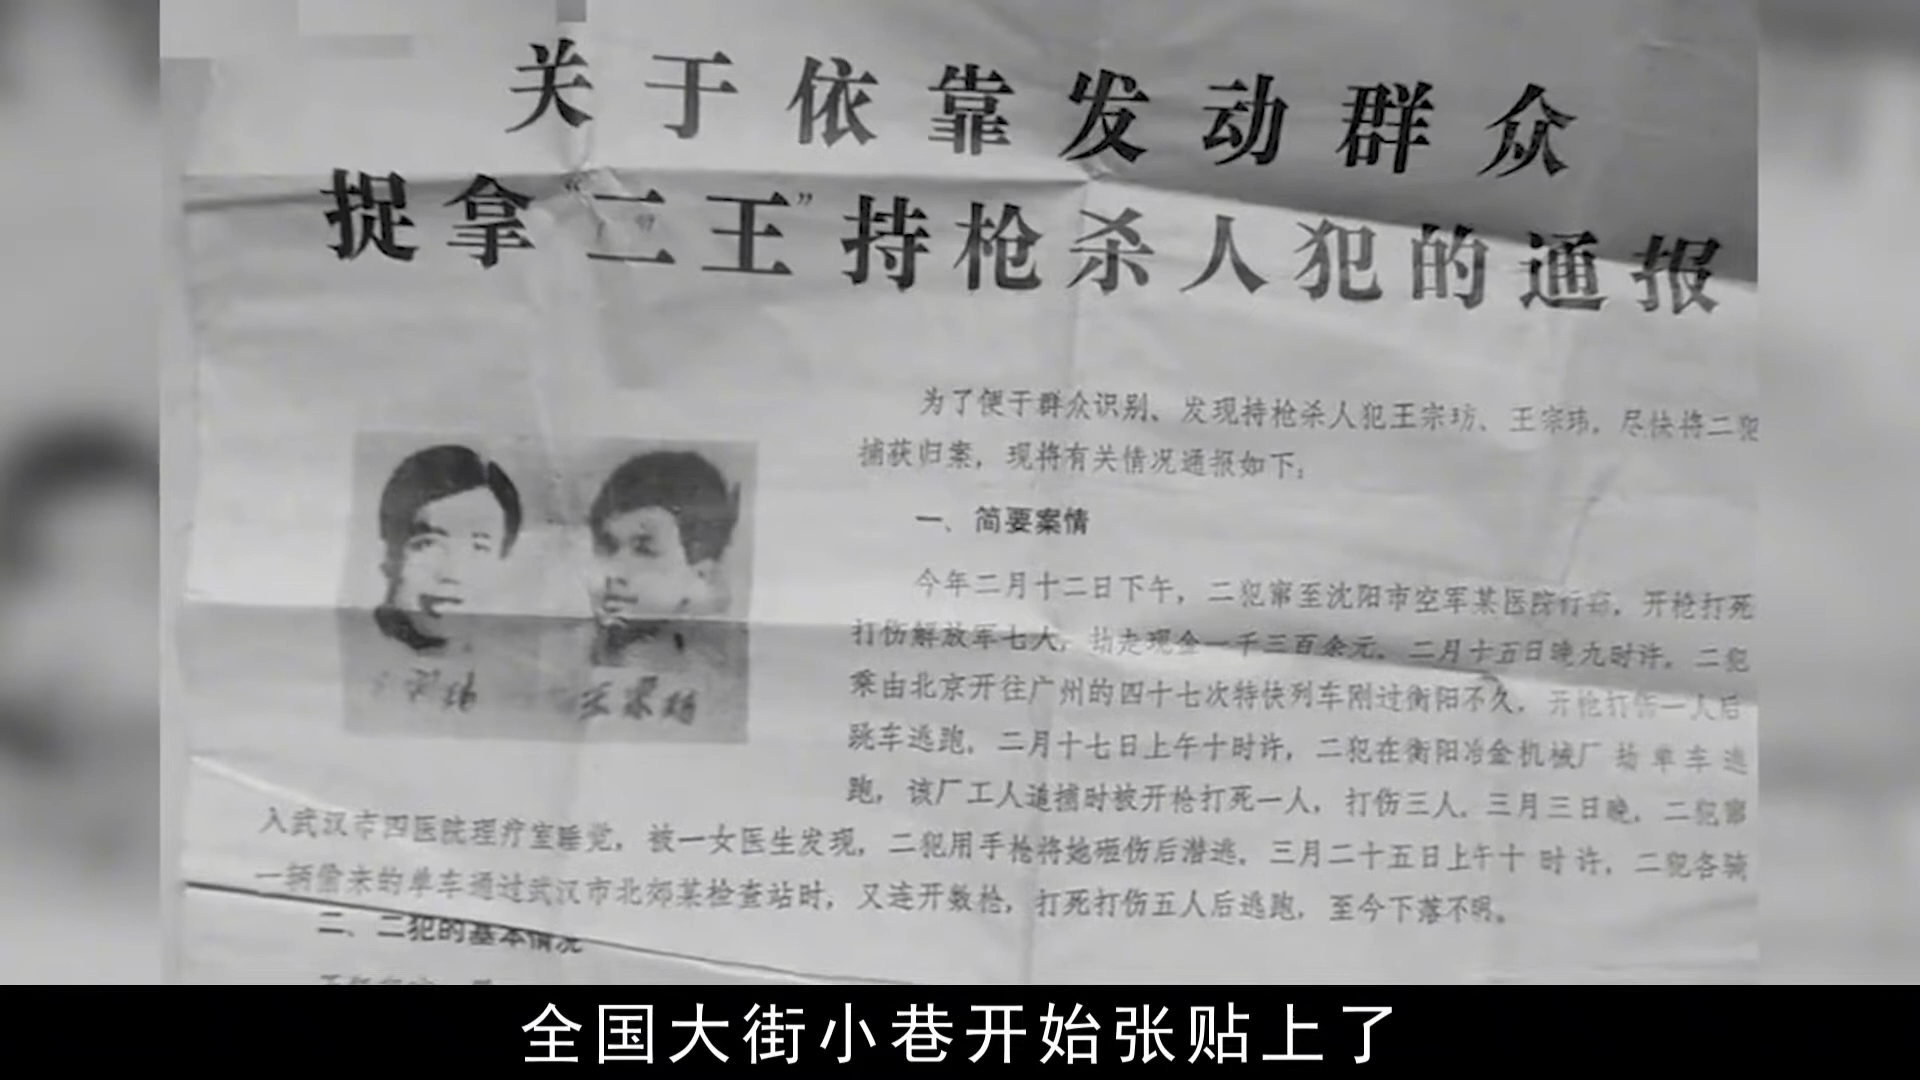 关于依靠发动群众
捉拿“二王”持枪杀人犯的通报
为了便于群众识别、发现持枪杀人犯王宗坊、王宗玮，尽快将二犯
捕获归案，现将有关情况通报如下：
一、简要案情
今年二月十二日下午，二犯窜至沈阳市空军某医院行窃，开枪打死
打伤解放军七人，劫走现金一千三百余元。二月十五日晚九时许，二犯
乘由北京开往广州的四十七次特快列车刚过衡阳不久，开枪打伤一人后
跳车逃跑。二月十七日上午十时许，二犯在衡阳冶金机械厂劫单车逃
跑，该厂工人追捕时被开枪打死一人，打伤三人。三月三日晚，二犯窜
入武汉市四医院理疗室睡觉，被一女医生发现，二犯用手枪将她砸伤后潜逃。三月二十五日上午十时许，二犯各骑
一辆偷来的单车通过武汉市北郊某检查站时，又连开数枪，打死打伤五人后逃跑，至今下落不明。
二、二犯的基本情况
全国大街小巷开始张贴上了